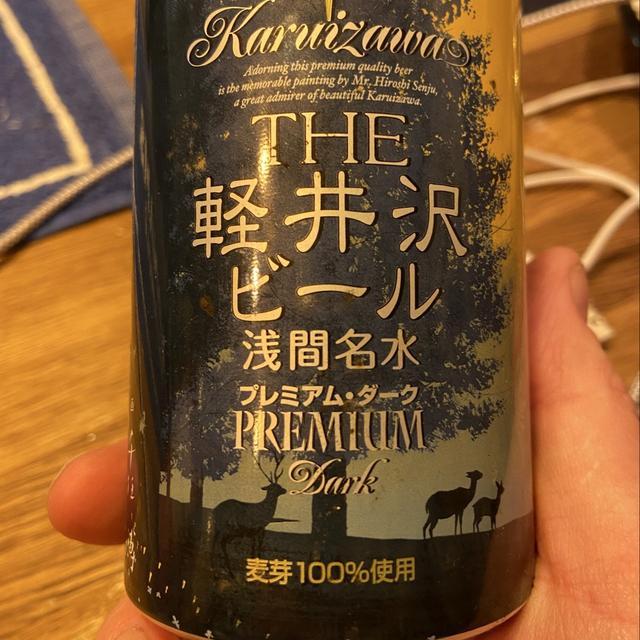 Karuizawa
Adorning this premium quality beer
is the memorable painting by Mr. Hiroshi Senju,
a great admirer of beautiful Karuizawa.
THE
軽井沢
ビール
浅間名水
プレミアム・ダーク
PREMIUM
Dark
麦芽100%使用